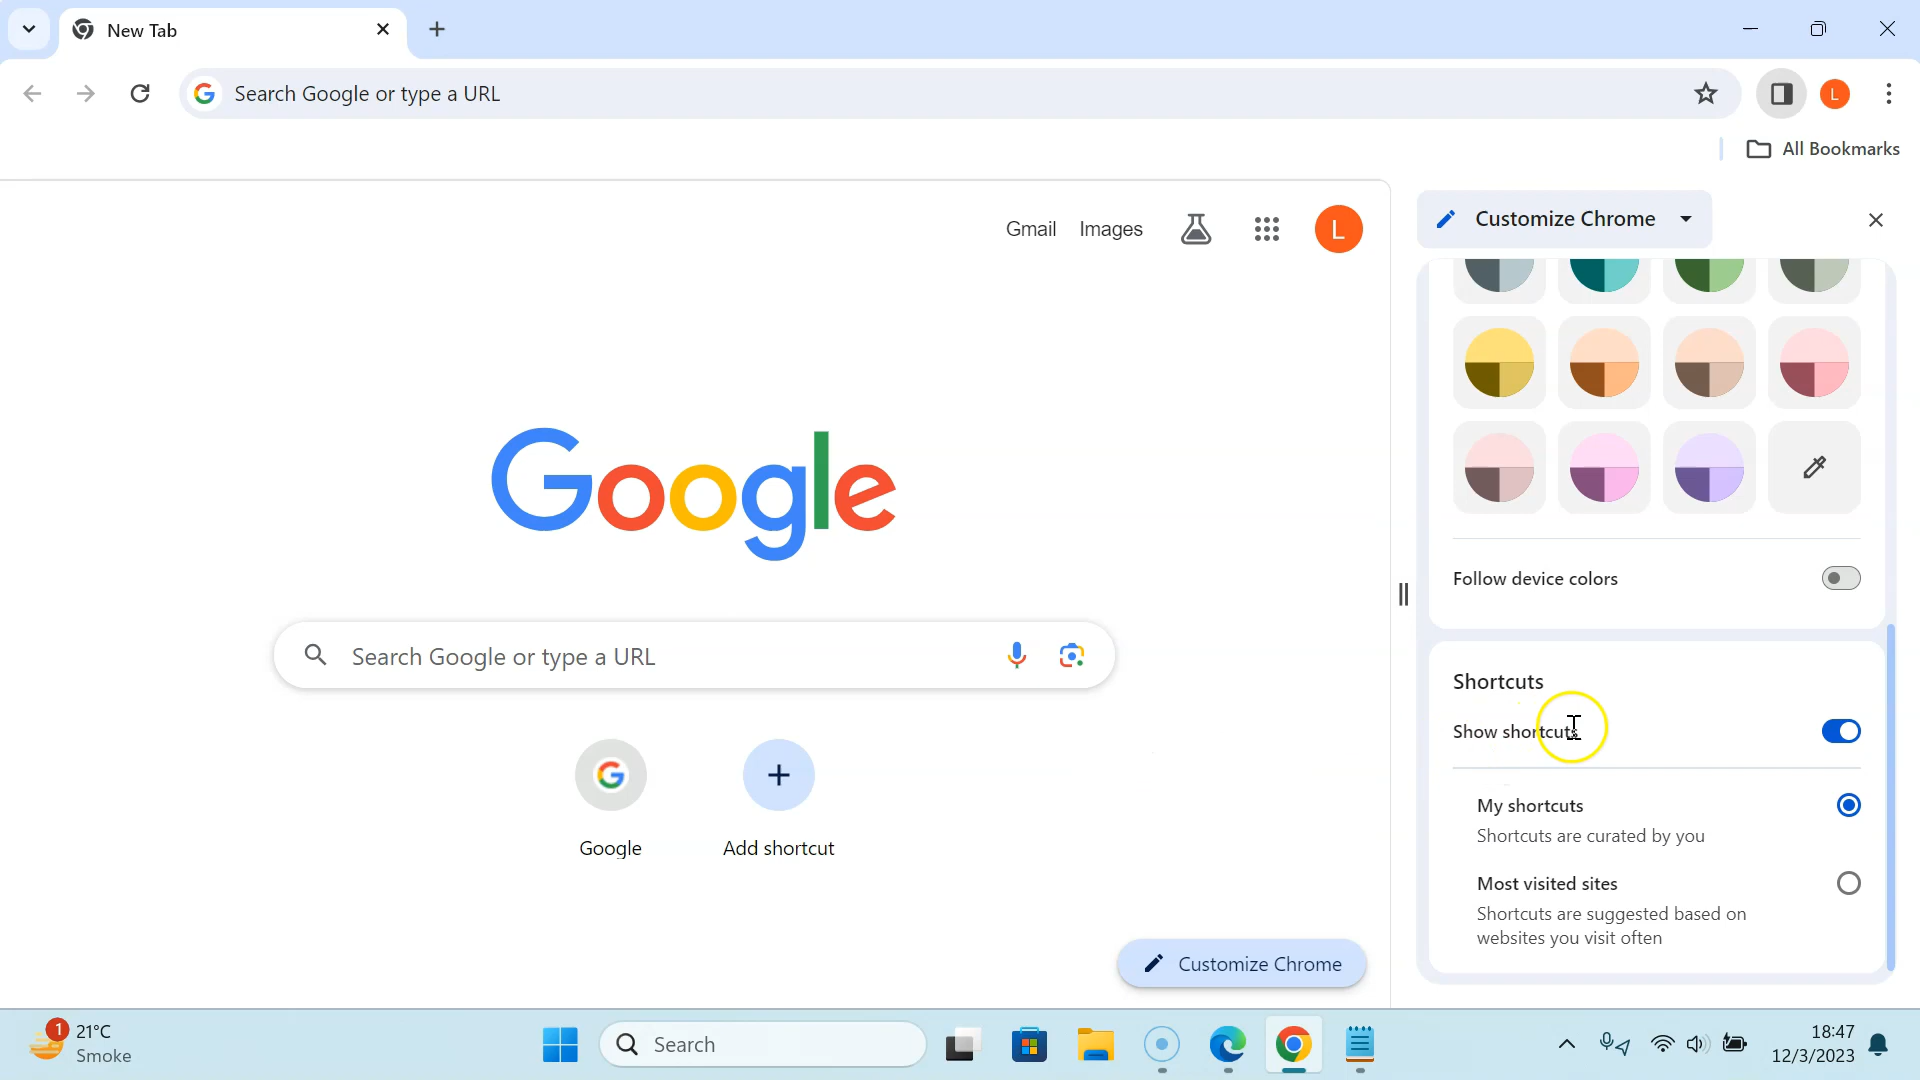 New Tab
Search Google or type a URL
L
All Bookmarks
Gmail Images
L
Customize Chrome
Google
Follow device colors
Search Google or type a URL
Shortcuts
Show shortcuts
My shortcuts
Shortcuts are curated by you
Google
Add shortcut
Most visited sites
Shortcuts are suggested based on
websites you visit often
Customize Chrome
1
21°C
Smoke
Search
18:47
12/3/2023